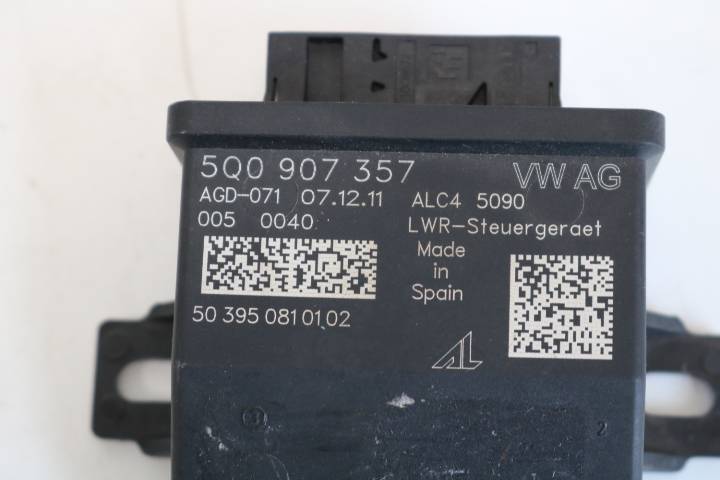 5Q0 907 357
VW AG
AGD-071 07.12.11 ALC4 5090
005 0040 LWR-Steuergeraet
Made
in
Spain
50 395 081 01 02
AL
2